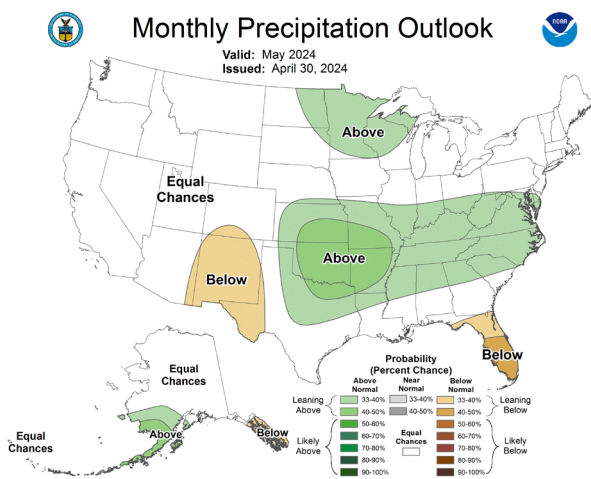 Monthly Precipitation Outlook
NOAA
Valid: May 2024
Issued: April 30, 2024
Above
Equal
Chances
Above
Below
Below
Equal
Chances
Above
Below
Equal
Chances
Probability
(Percent Chance)
Above
Normal
Near
Normal
Below
Normal
Leaning
Above
33-40%
33-40%
33-40%
Leaning
Below
40-50%
40-50%
40-50%
Likely
Above
50-60%
60-70%
70-80%
80-90%
90-100%
Equal
Chances
50-60%
60-70%
70-80%
80-90%
90-100%
Likely
Below